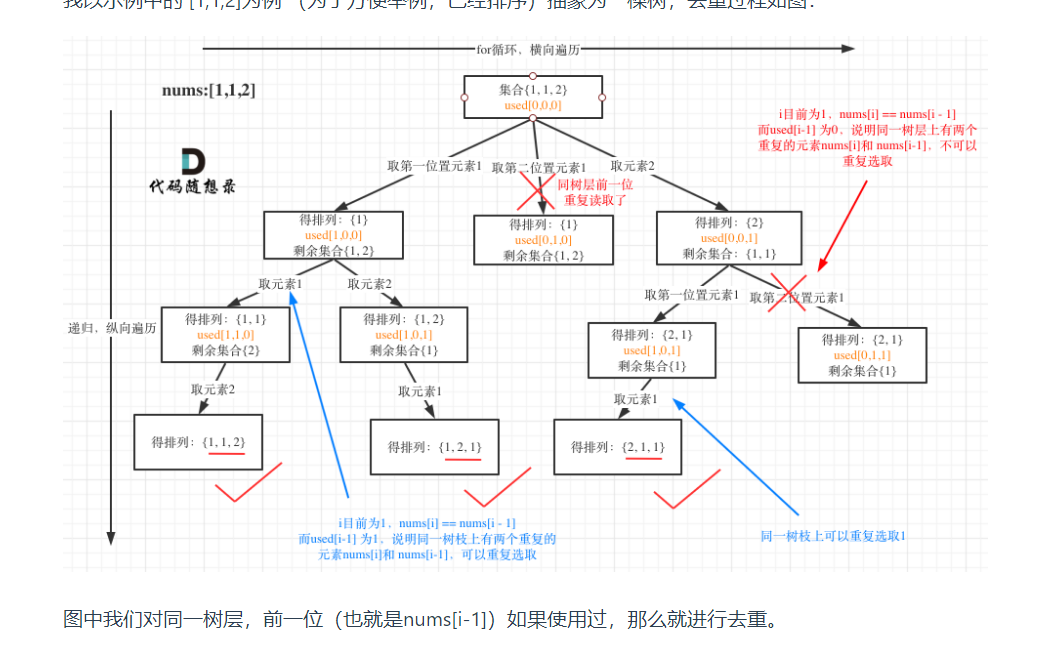 我以示例中的 [1,1,2]为例 （为了方便举例，已经排序）抽象为一棵树，去重过程如图：
for循环，横向遍历
nums:[1,1,2]
集合{1, 1, 2}
used[0,0,0]
i目前为1，nums[i] == nums[i - 1]
而used[i-1] 为0，说明同一树层上有两个
重复的元素nums[i]和 nums[i-1]，不可以
重复选取
代码随想录
取第一位置元素1
取第二位置元素1
取元素2
同树层前一位
重复读取了
得排列：{1}
used[1,0,0]
剩余集合{1, 2}
得排列：{1}
used[0,1,0]
剩余集合{1, 2}
得排列：{2}
used[0,0,1]
剩余集合：{1, 1}
取元素1
取元素2
取第一位置元素1
取第二位置元素1
递归，纵向遍历
得排列：{1, 1}
used[1,1,0]
剩余集合{2}
得排列：{1, 2}
used[1,0,1]
剩余集合{1}
得排列：{2, 1}
used[1,0,1]
剩余集合{1}
得排列：{2, 1}
used[0,1,1]
剩余集合{1}
取元素2
取元素1
取元素1
得排列：{1, 1, 2}
得排列：{1, 2, 1}
得排列：{2, 1, 1}
i目前为1，nums[i] == nums[i - 1]
而used[i-1] 为1，说明同一树枝上有两个重复的
元素nums[i]和 nums[i-1]，可以重复选取
同一树枝上可以重复选取1
图中我们对同一树层，前一位（也就是nums[i-1]）如果使用过，那么就进行去重。